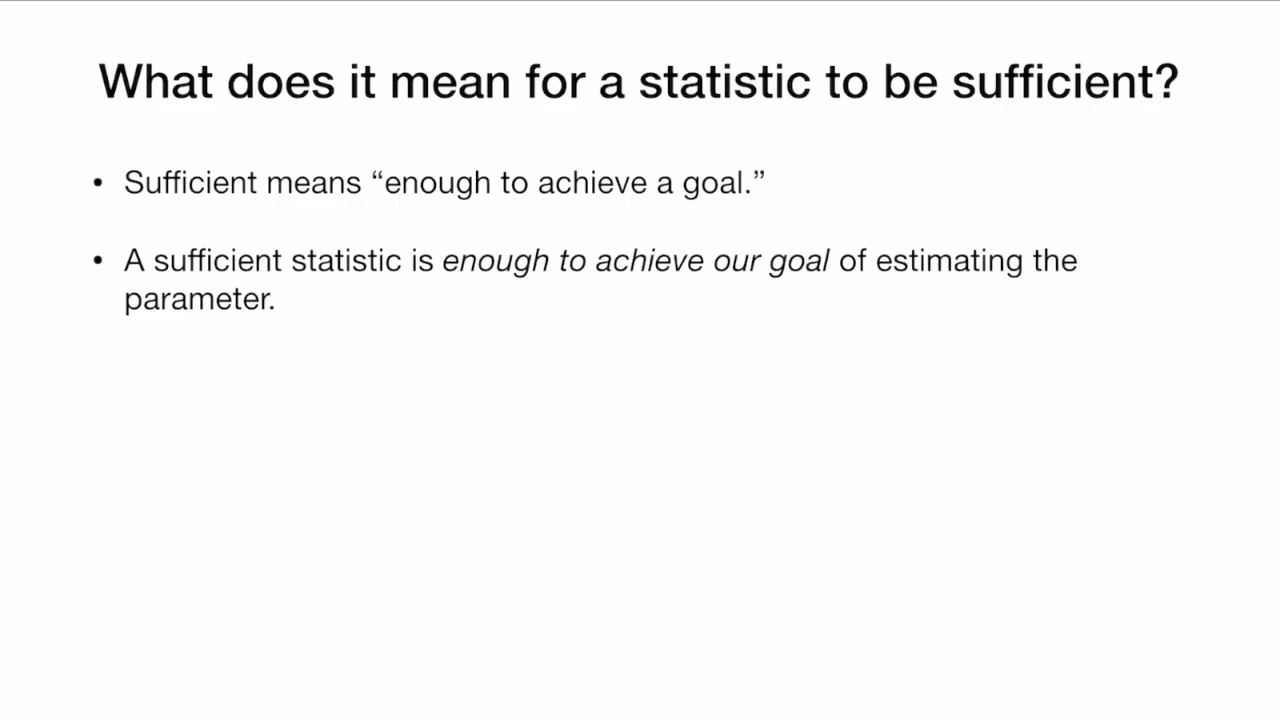 What does it mean for a statistic to be sufficient?
• Sufficient means “enough to achieve a goal.”
• A sufficient statistic is enough to achieve our goal of estimating the
parameter.